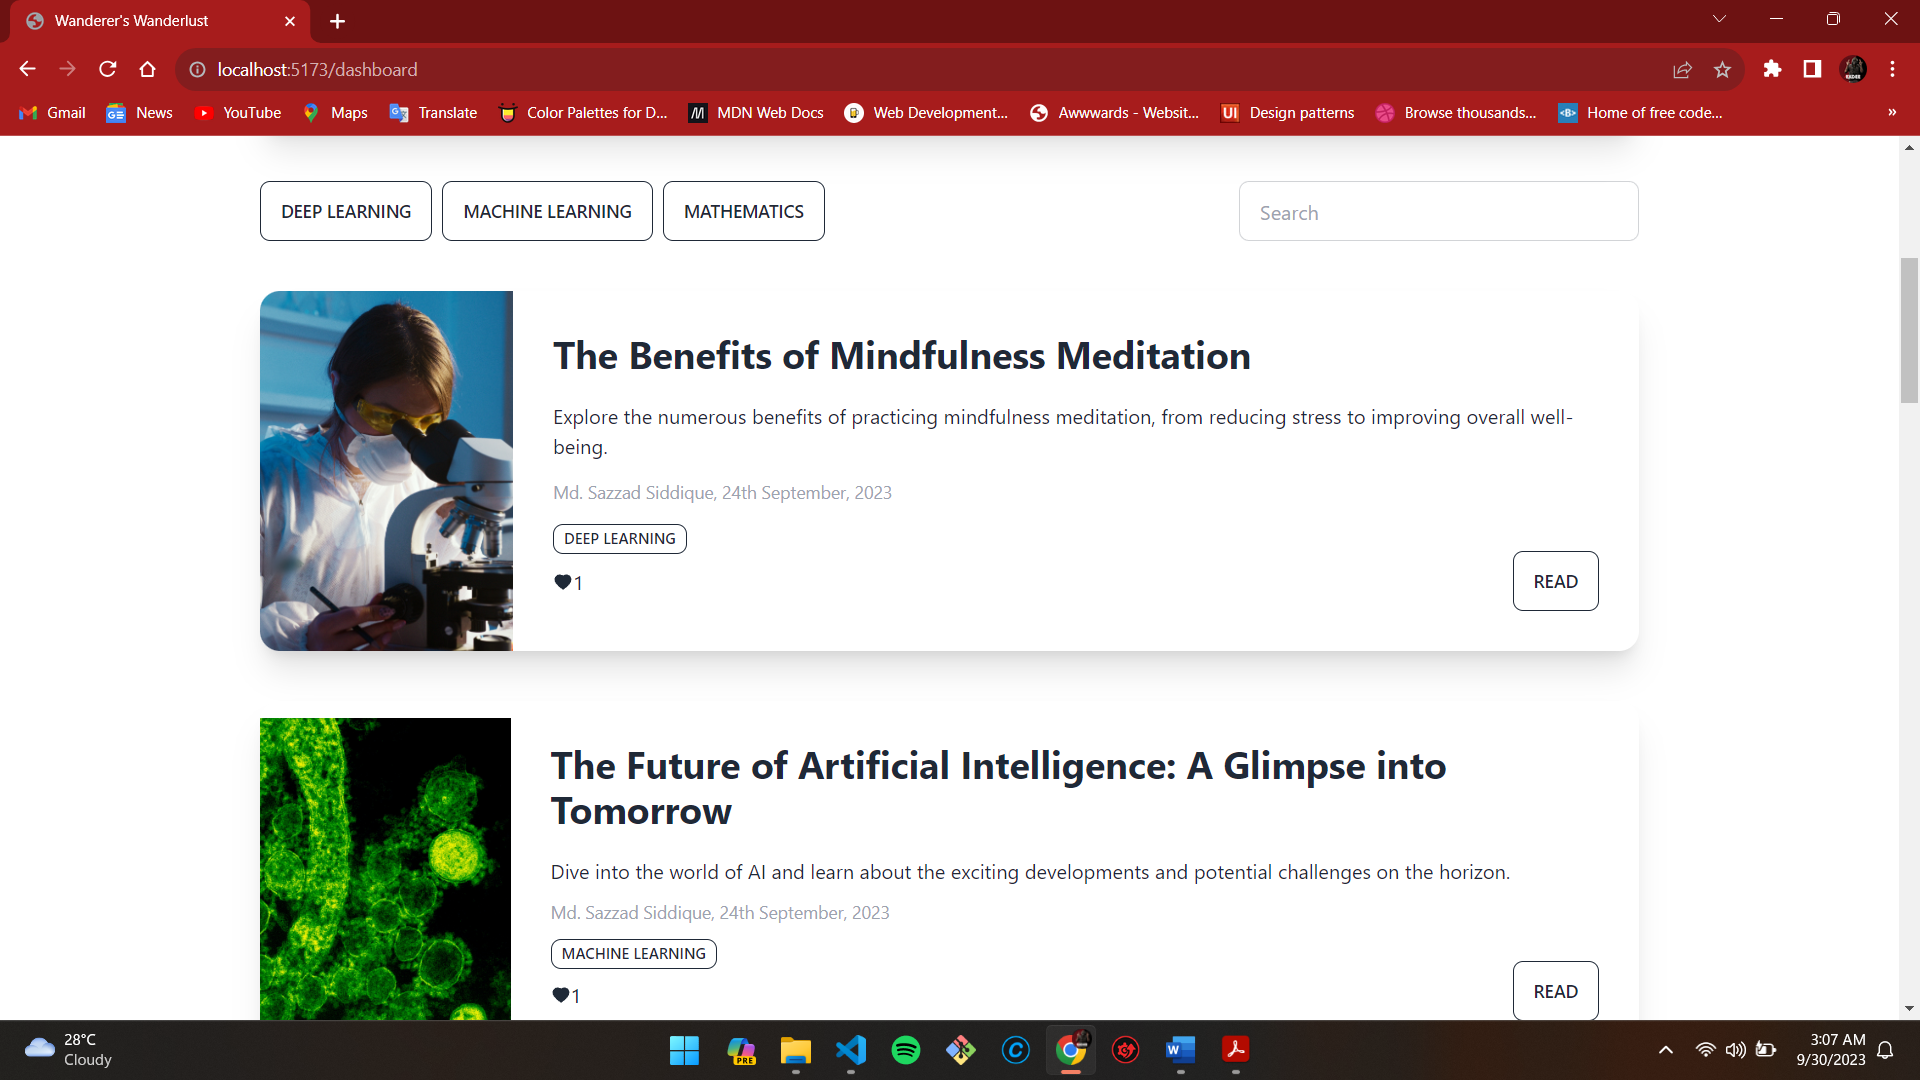 Wanderer's Wanderlust
localhost:5173/dashboard
Gmail
News
YouTube
Maps
Translate
Color Palettes for D...
MDN Web Docs
Web Development...
Awwwards - Websit...
UI
Design patterns
Browse thousands...
Home of free code...
»
DEEP LEARNING
MACHINE LEARNING
MATHEMATICS
Search
The Benefits of Mindfulness Meditation
Explore the numerous benefits of practicing mindfulness meditation, from reducing stress to improving overall well-
being.
Md. Sazzad Siddique, 24th September, 2023
DEEP LEARNING
1
READ
The Future of Artificial Intelligence: A Glimpse into
Tomorrow
Dive into the world of AI and learn about the exciting developments and potential challenges on the horizon.
Md. Sazzad Siddique, 24th September, 2023
MACHINE LEARNING
1
READ
28°C
Cloudy
PRE
3:07 AM
9/30/2023